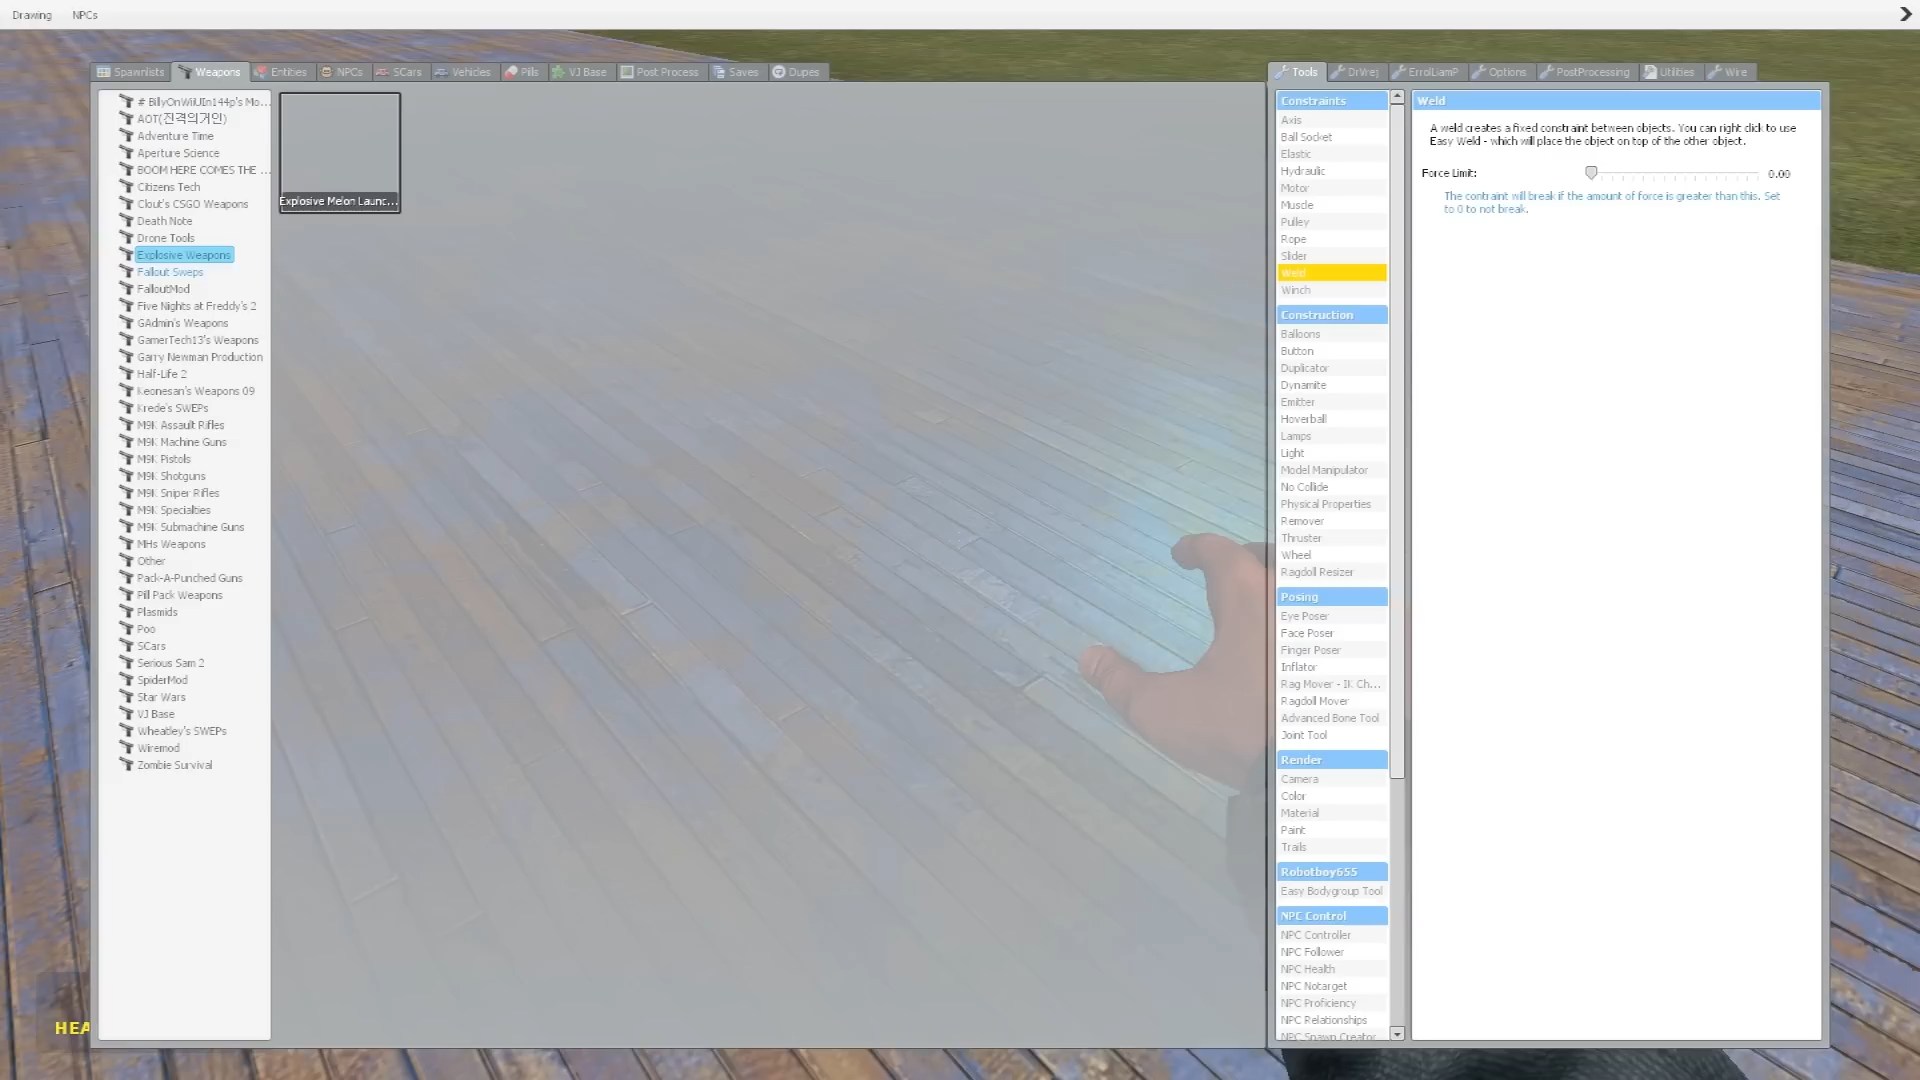 Drawing NPCs
Spawnlists Weapons Entities NPCs SCars Vehicles Pills VJ Base Post Process Saves Dupes
# BillyOnWiiUIn144p's Mo...
AOT(진격의거인)
Adventure Time
Aperture Science
BOOM HERE COMES THE ...
Citizens Tech
Clout's CSGO Weapons
Death Note
Drone Tools
Explosive Weapons
Fallout Sweps
FalloutMod
Five Nights at Freddy's 2
GAdmin's Weapons
GamerTech13's Weapons
Garry Newman Production
Half-Life 2
Keonesan's Weapons 09
Krede's SWEPs
M9K Assault Rifles
M9K Machine Guns
M9K Pistols
M9K Shotguns
M9K Sniper Rifles
M9K Specialties
M9K Submachine Guns
MHs Weapons
Other
Pack-A-Punched Guns
Pill Pack Weapons
Plasmids
Poo
SCars
Serious Sam 2
SpiderMod
Star Wars
VJ Base
Wheatley's SWEPs
Wiremod
Zombie Survival
Explosive Melon Launc...
HEA
Tools DrVrej ErrolLiamP Options PostProcessing Utilities Wire
Constraints
Axis
Ball Socket
Elastic
Hydraulic
Motor
Muscle
Pulley
Rope
Slider
Weld
Winch
Construction
Balloons
Button
Duplicator
Dynamite
Emitter
Hoverball
Lamps
Light
Model Manipulator
No Collide
Physical Properties
Remover
Thruster
Wheel
Ragdoll Resizer
Posing
Eye Poser
Face Poser
Finger Poser
Inflator
Rag Mover - IK Ch...
Ragdoll Mover
Advanced Bone Tool
Joint Tool
Render
Camera
Color
Material
Paint
Trails
Robotboy655
Easy Bodygroup Tool
NPC Control
NPC Controller
NPC Follower
NPC Health
NPC Notarget
NPC Proficiency
NPC Relationships
NPC Spawn Creator
Weld
A weld creates a fixed constraint between objects. You can right click to use
Easy Weld - which will place the object on top of the other object.
Force Limit: 0.00
The contraint will break if the amount of force is greater than this. Set
to 0 to not break.